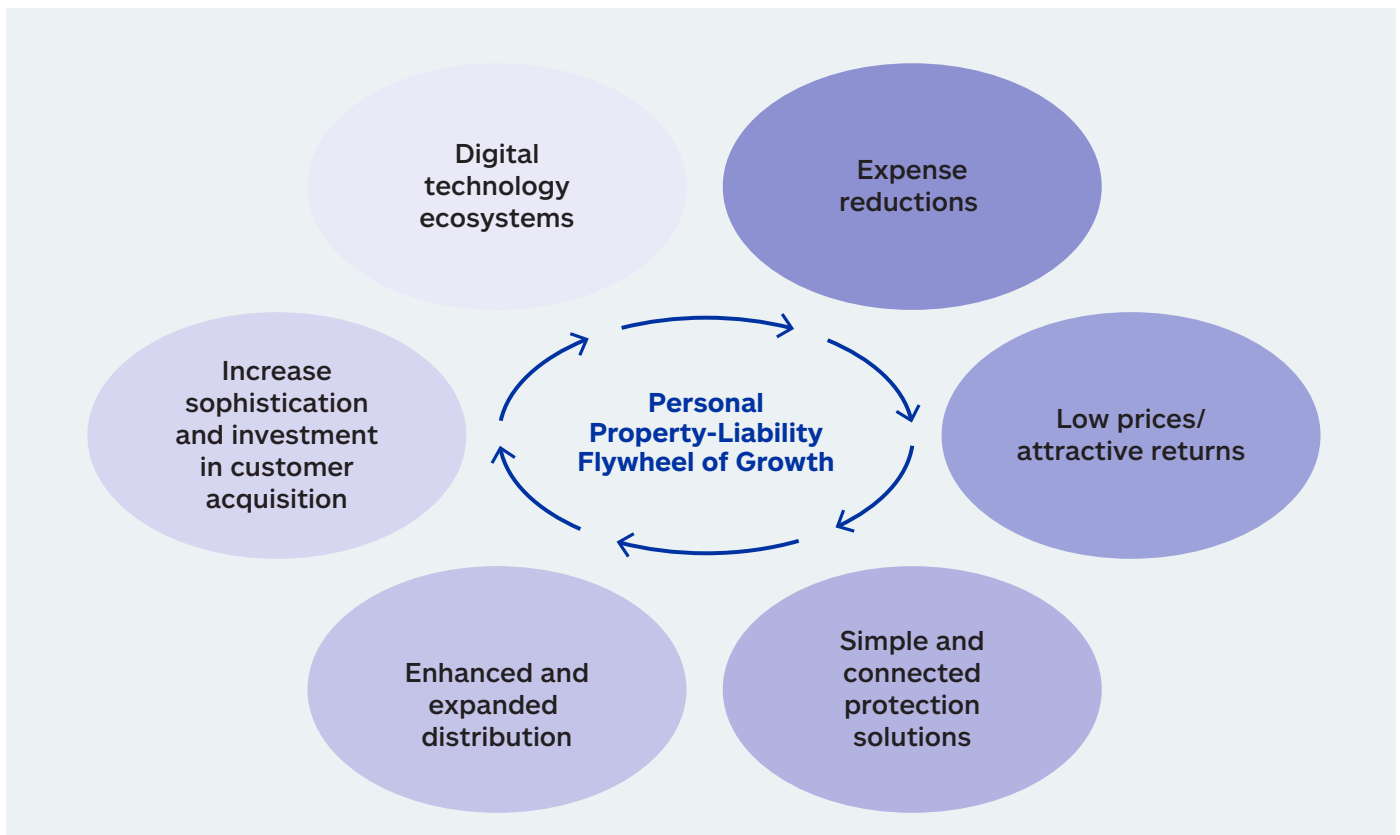 Digital
technology
ecosystems
Expense
reductions
Increase
sophistication
and investment
in customer
acquisition
Personal
Property-Liability
Flywheel of Growth
Low prices/
attractive returns
Enhanced and
expanded
distribution
Simple and
connected
protection
solutions